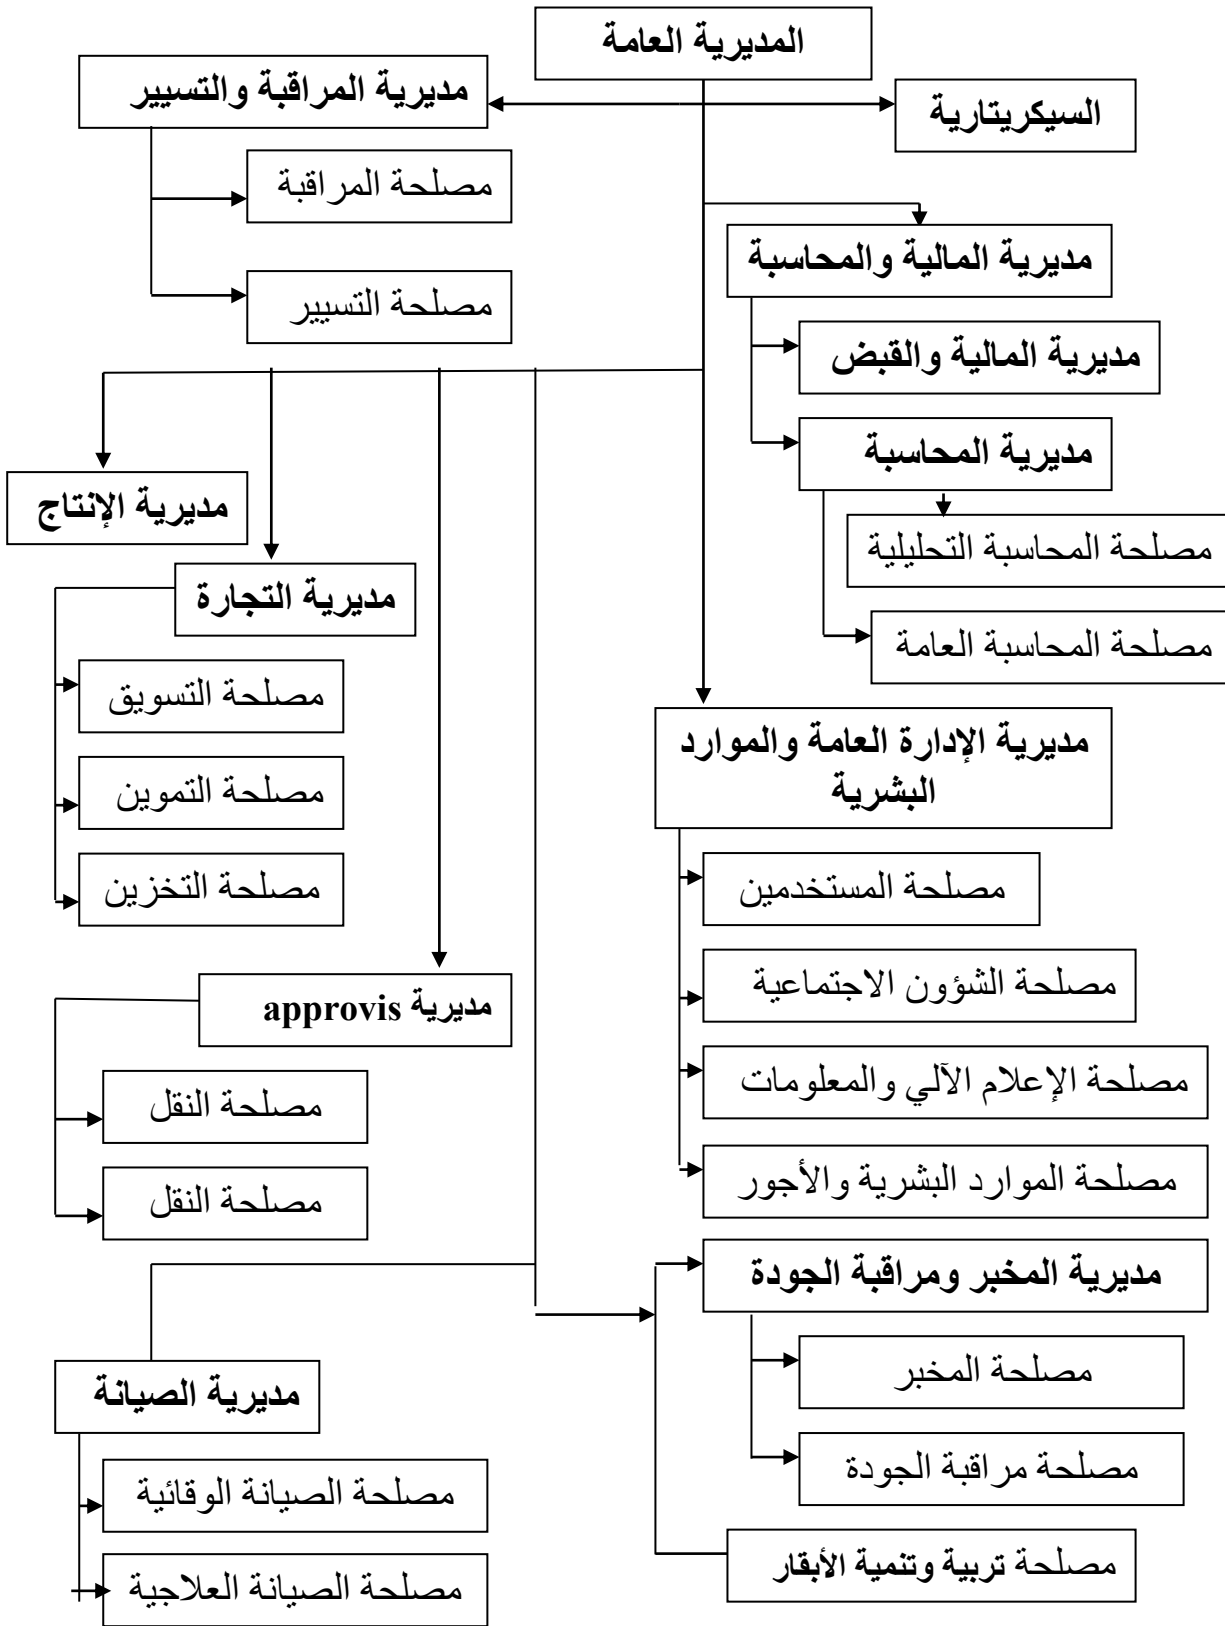 المديرية العامة
مديرية المراقبة والتسيير
السيكريتارية
مصلحة المراقبة
مديرية المالية والمحاسبة
مصلحة التسيير
مديرية المالية والقبض
مديرية المحاسبة
مديرية الإنتاج
مصلحة المحاسبة التحليلية
مديرية التجارة
مصلحة المحاسبة العامة
مصلحة التسويق
مديرية الإدارة العامة والموارد
البشرية
مصلحة التموين
مصلحة المستخدمين
مصلحة التخزين
مصلحة الشؤون الاجتماعية
مديرية approvis
مصلحة الإعلام الآلي والمعلومات
مصلحة النقل
مصلحة الموارد البشرية والأجور
مصلحة النقل
مديرية المخبر ومراقبة الجودة
مصلحة المخبر
مديرية الصيانة
مصلحة مراقبة الجودة
مصلحة الصيانة الوقائية
مصلحة تربية وتنمية الأبقار
مصلحة الصيانة العلاجية